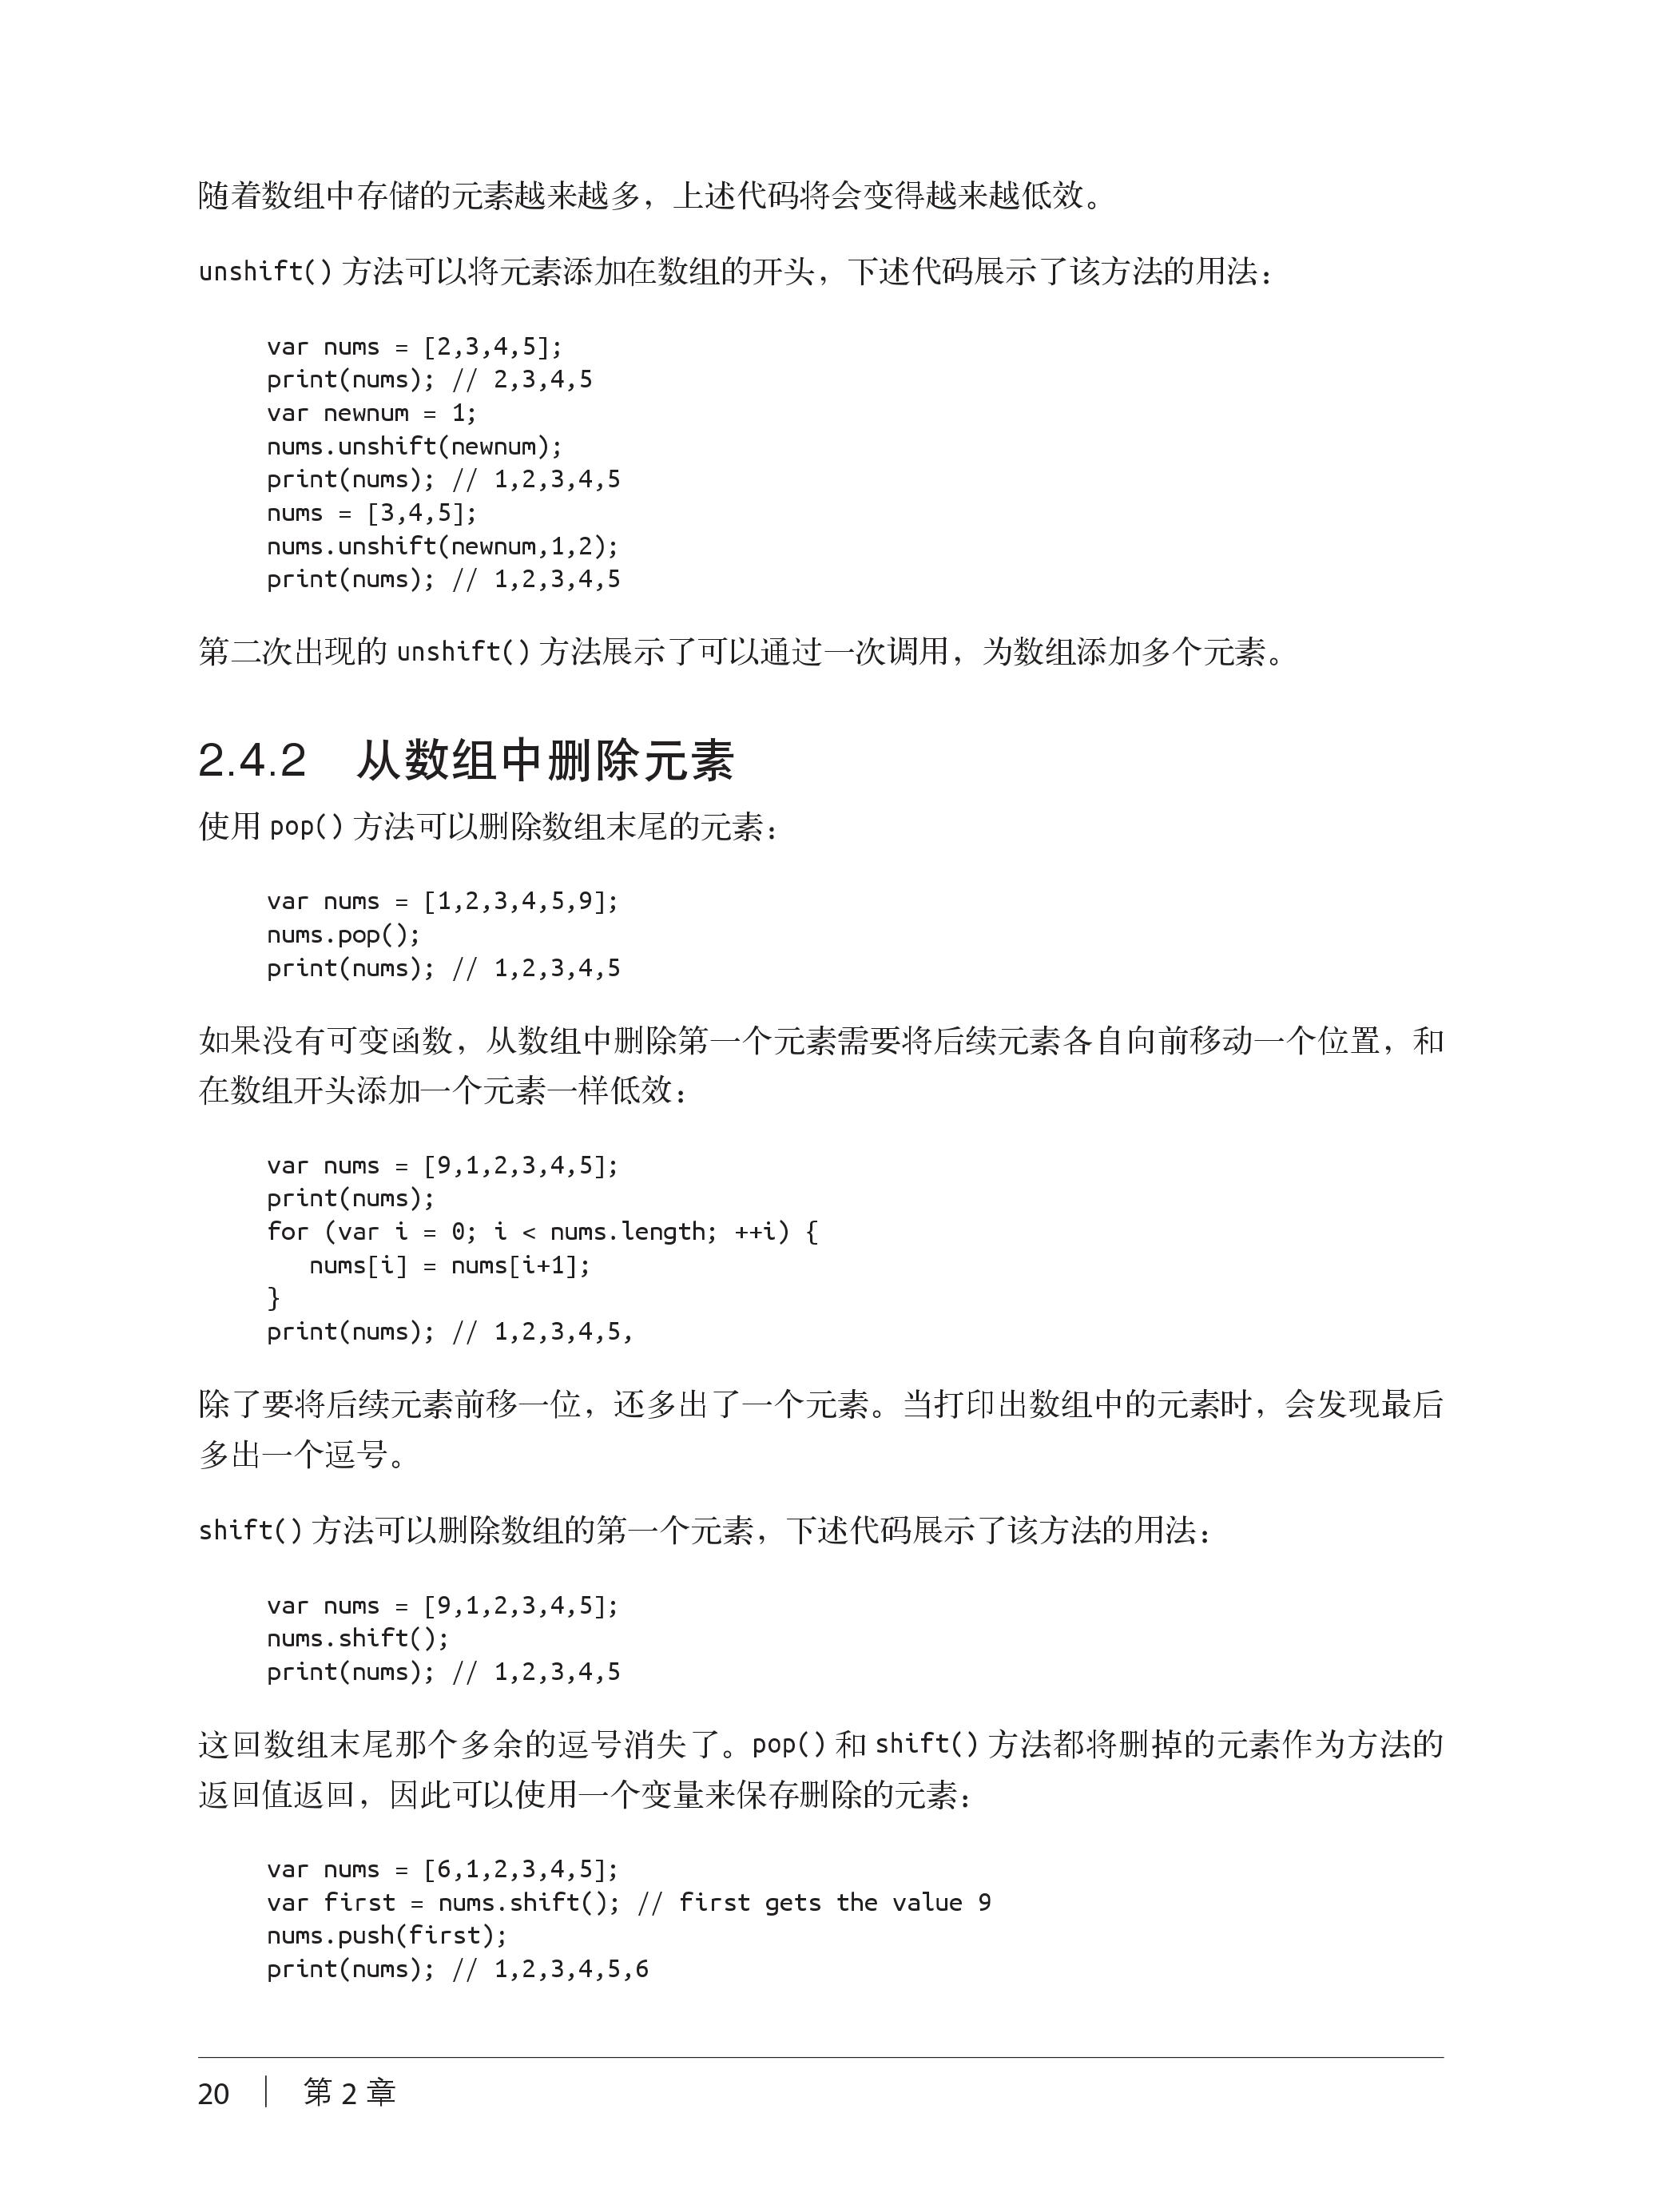 随着数组中存储的元素越来越多，上述代码将会变得越来越低效。
unshift() 方法可以将元素添加在数组的开头，下述代码展示了该方法的用法：
var nums = [2,3,4,5];
print(nums); // 2,3,4,5
var newnum = 1;
nums.unshift(newnum);
print(nums); // 1,2,3,4,5
nums = [3,4,5];
nums.unshift(newnum,1,2);
print(nums); // 1,2,3,4,5
第二次出现的 unshift() 方法展示了可以通过一次调用，为数组添加多个元素。
2.4.2 从数组中删除元素
使用 pop() 方法可以删除数组末尾的元素：
var nums = [1,2,3,4,5,9];
nums.pop();
print(nums); // 1,2,3,4,5
如果没有可变函数，从数组中删除第一个元素需要将后续元素各自向前移动一个位置，和
在数组开头添加一个元素一样低效：
var nums = [9,1,2,3,4,5];
print(nums);
for (var i = 0; i < nums.length; ++i) {
   nums[i] = nums[i+1];
}
print(nums); // 1,2,3,4,5,
除了要将后续元素前移一位，还多出了一个元素。当打印出数组中的元素时，会发现最后
多出一个逗号。
shift() 方法可以删除数组的第一个元素，下述代码展示了该方法的用法：
var nums = [9,1,2,3,4,5];
nums.shift();
print(nums); // 1,2,3,4,5
这回数组末尾那个多余的逗号消失了。pop() 和 shift() 方法都将删掉的元素作为方法的
返回值返回，因此可以使用一个变量来保存删除的元素：
var nums = [6,1,2,3,4,5];
var first = nums.shift(); // first gets the value 9
nums.push(first);
print(nums); // 1,2,3,4,5,6
20 | 第 2 章